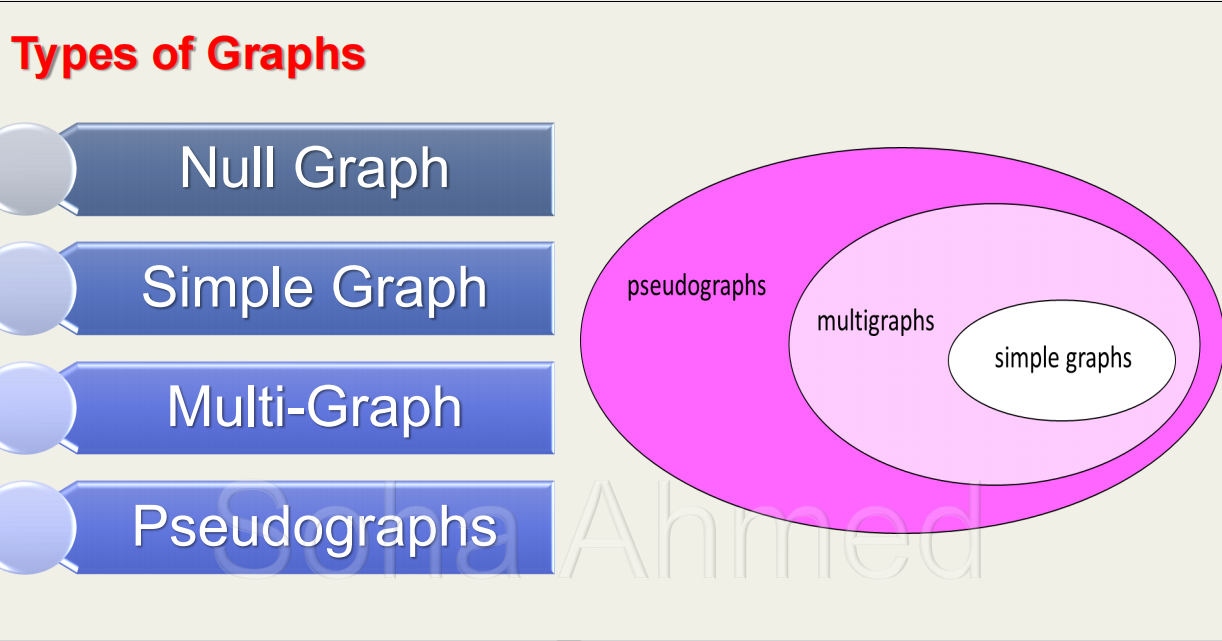 Types of Graphs
Null Graph
Simple Graph
Multi-Graph
Pseudographs
pseudographs
multigraphs
simple graphs
Soha Ahmed